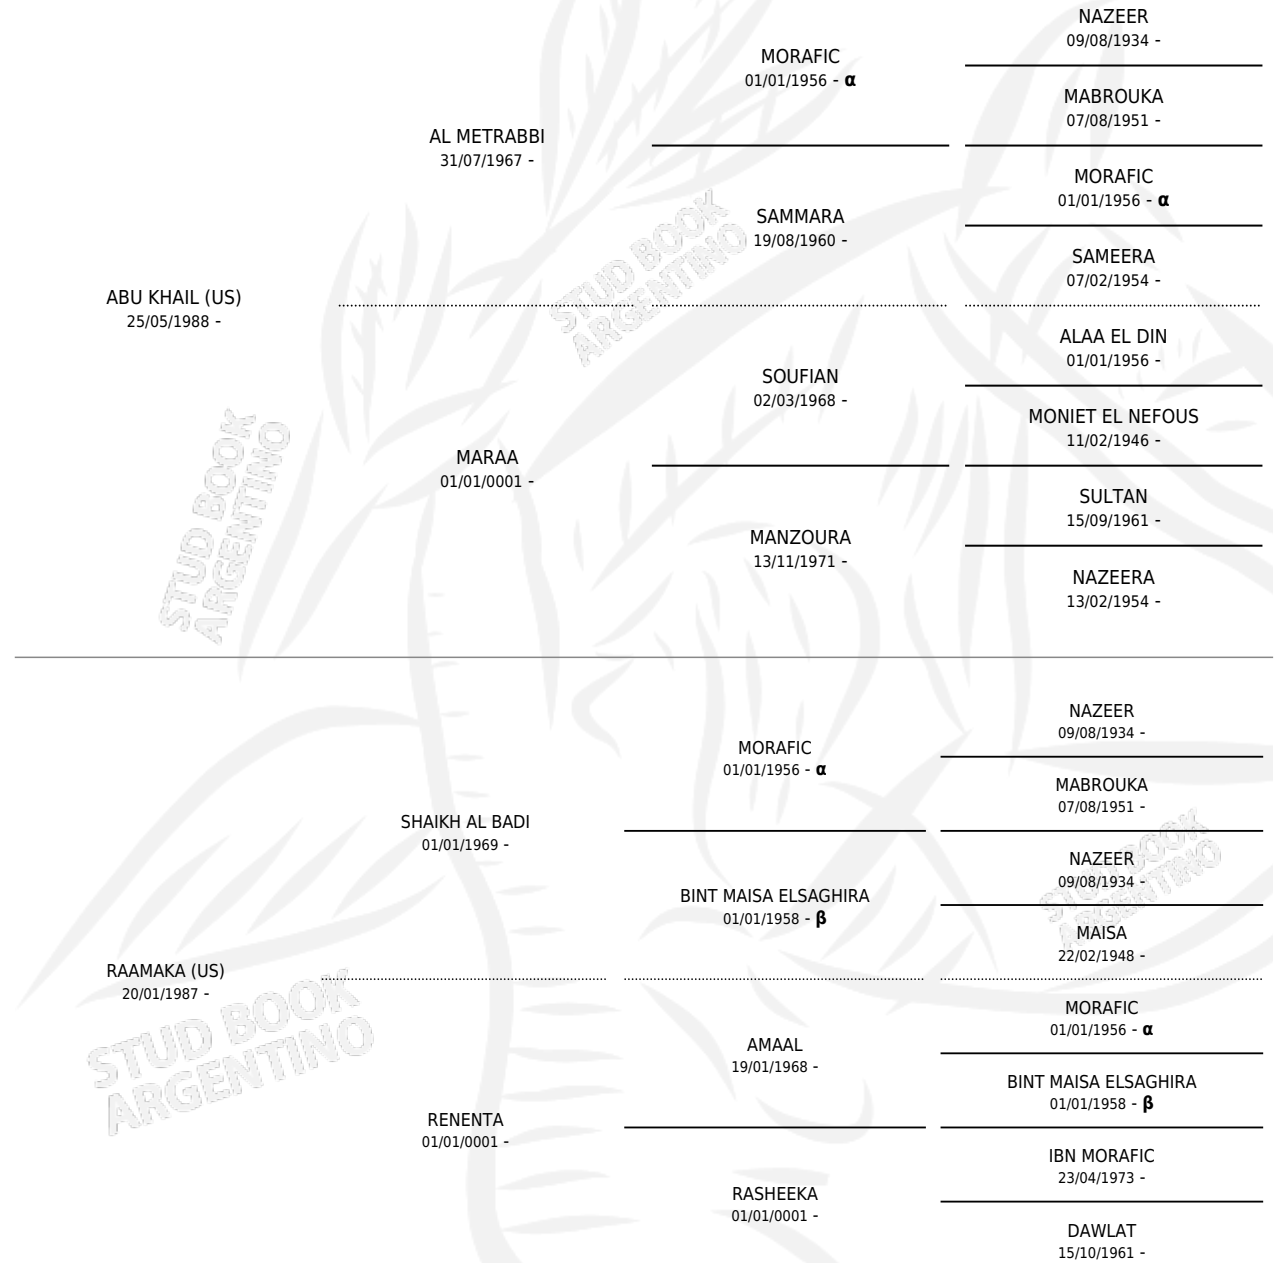 NAZEER
09/08/1934 -
MORAFIC
01/01/1956 - α
MABROUKA
07/08/1951 -
AL METRABBI
31/07/1967 -
MORAFIC
01/01/1956 - α
SAMMARA
19/08/1960 -
SAMEERA
07/02/1954 -
ABU KHAIL (US)
25/05/1988 -
ALAA EL DIN
01/01/1956 -
SOUFIAN
02/03/1968 -
MONIET EL NEFOUS
11/02/1946 -
MARAA
01/01/0001 -
SULTAN
15/09/1961 -
MANZOURA
13/11/1971 -
NAZEERA
13/02/1954 -
STUD BOOK
ARGENTINO
STUD BOOK
ARGENTINO
NAZEER
09/08/1934 -
MORAFIC
01/01/1956 - α
MABROUKA
07/08/1951 -
SHAIKH AL BADI
01/01/1969 -
NAZEER
09/08/1934 -
BINT MAISA ELSAGHIRA
01/01/1958 - β
MAISA
22/02/1948 -
RAAMAKA (US)
20/01/1987 -
MORAFIC
01/01/1956 - α
AMAAL
19/01/1968 -
BINT MAISA ELSAGHIRA
01/01/1958 - β
RENENTA
01/01/0001 -
IBN MORAFIC
23/04/1973 -
RASHEEKA
01/01/0001 -
DAWLAT
15/10/1961 -
STUD BOOK
ARGENTINO
STUD BOOK
ARGENTINO